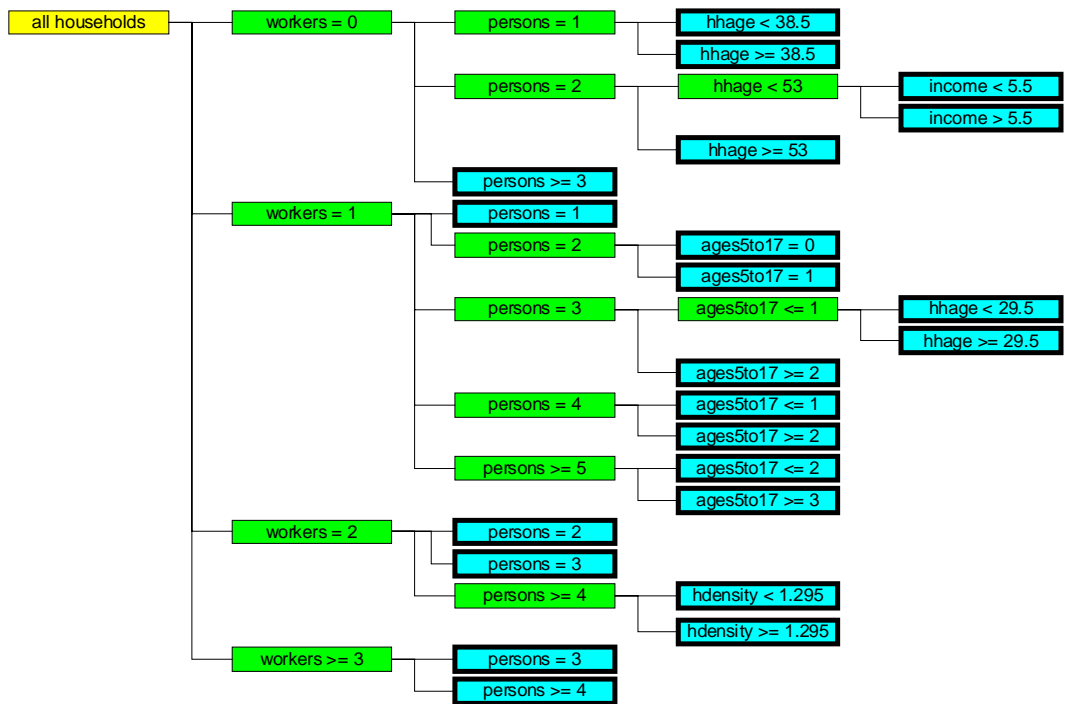 all households
workers = 0
persons = 1
hhage < 38.5
hhage >= 38.5
persons = 2
hhage < 53
income < 5.5
income > 5.5
hhage >= 53
persons >= 3
workers = 1
persons = 1
persons = 2
ages5to17 = 0
ages5to17 = 1
persons = 3
ages5to17 <= 1
hhage < 29.5
hhage >= 29.5
ages5to17 >= 2
persons = 4
ages5to17 <= 1
ages5to17 >= 2
persons >= 5
ages5to17 <= 2
ages5to17 >= 3
workers = 2
persons = 2
persons = 3
persons >= 4
hdensity < 1.295
hdensity >= 1.295
workers >= 3
persons = 3
persons >= 4